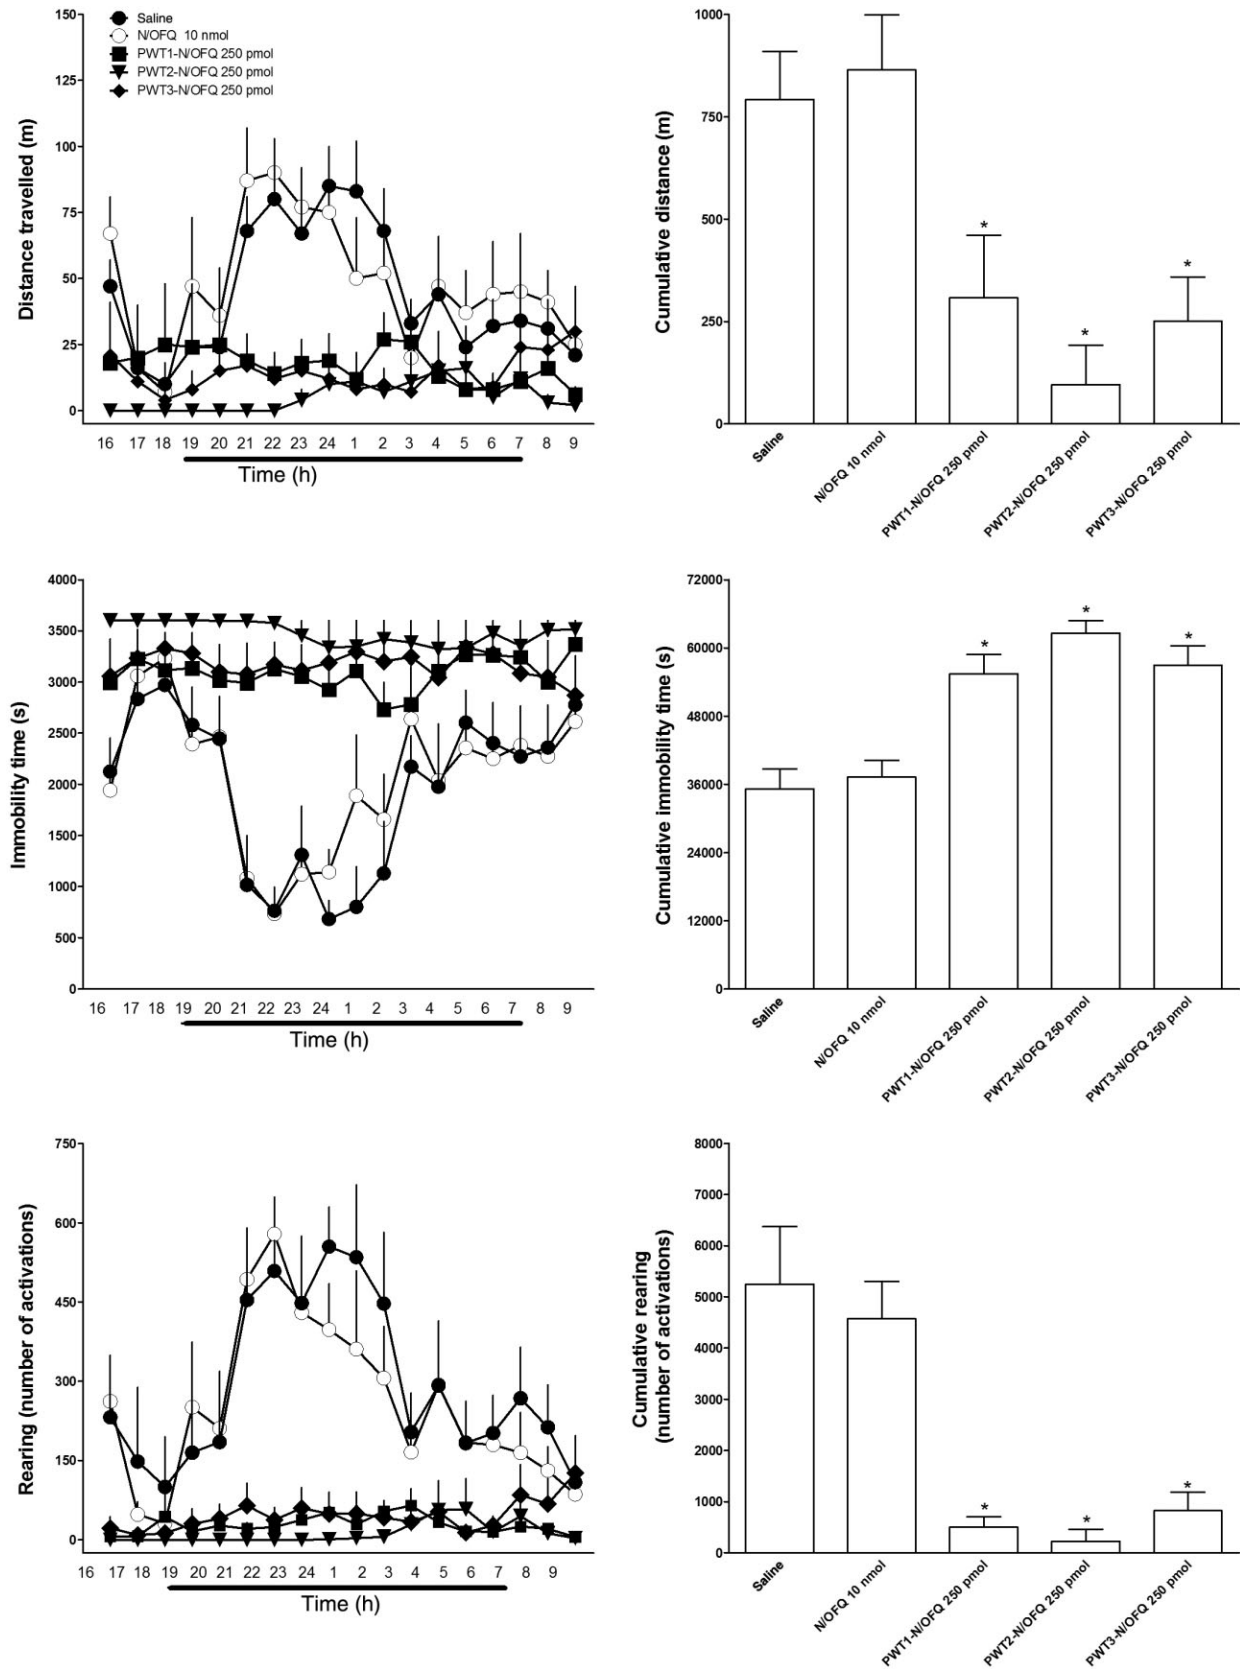 Distance travelled (m)
150
125
100
75
50
25
0
Saline
N/OFQ 10 nmol
PWT1-N/OFQ 250 pmol
PWT2-N/OFQ 250 pmol
PWT3-N/OFQ 250 pmol
16 17 18 19 20 21 22 23 24 1 2 3 4 5 6 7 8 9
Time (h)
Cumulative distance (m)
1000
750
500
250
0
* * *
Saline
N/OFQ 10 nmol
PWT1-N/OFQ 250 pmol
PWT2-N/OFQ 250 pmol
PWT3-N/OFQ 250 pmol
Immobility time (s)
4000
3500
3000
2500
2000
1500
1000
500
0
16 17 18 19 20 21 22 23 24 1 2 3 4 5 6 7 8 9
Time (h)
Cumulative immobility time (s)
72000
60000
48000
36000
24000
12000
0
* * *
Saline
N/OFQ 10 nmol
PWT1-N/OFQ 250 pmol
PWT2-N/OFQ 250 pmol
PWT3-N/OFQ 250 pmol
Rearing (number of activations)
750
600
450
300
150
0
16 17 18 19 20 21 22 23 24 1 2 3 4 5 6 7 8 9
Time (h)
Cumulative rearing
(number of activations)
8000
7000
6000
5000
4000
3000
2000
1000
0
* * *
Saline
N/OFQ 10 nmol
PWT1-N/OFQ 250 pmol
PWT2-N/OFQ 250 pmol
PWT3-N/OFQ 250 pmol